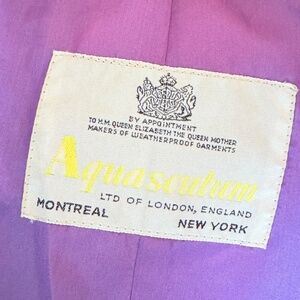 BY APPOINTMENT
TO H.M. QUEEN ELIZABETH THE QUEEN MOTHER
MAKERS OF WEATHERPROOF GARMENTS
Aquascutum
LTD OF LONDON, ENGLAND
MONTREAL NEW YORK